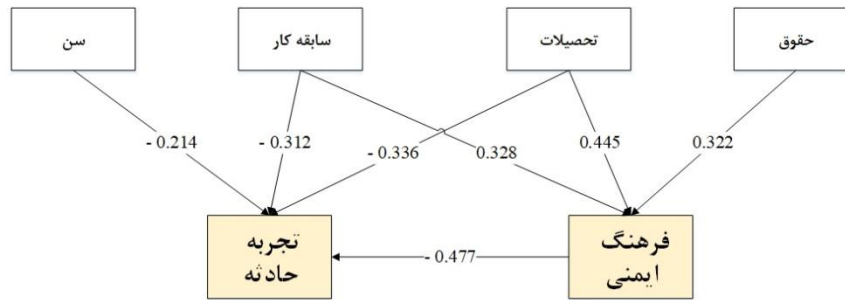 حقوق
تحصیلات
سابقه کار
سن
- 0.214
- 0.312
- 0.336
0.328
0.445
0.322
تجربه
حادثه
فرهنگ
ایمنی
- 0.477